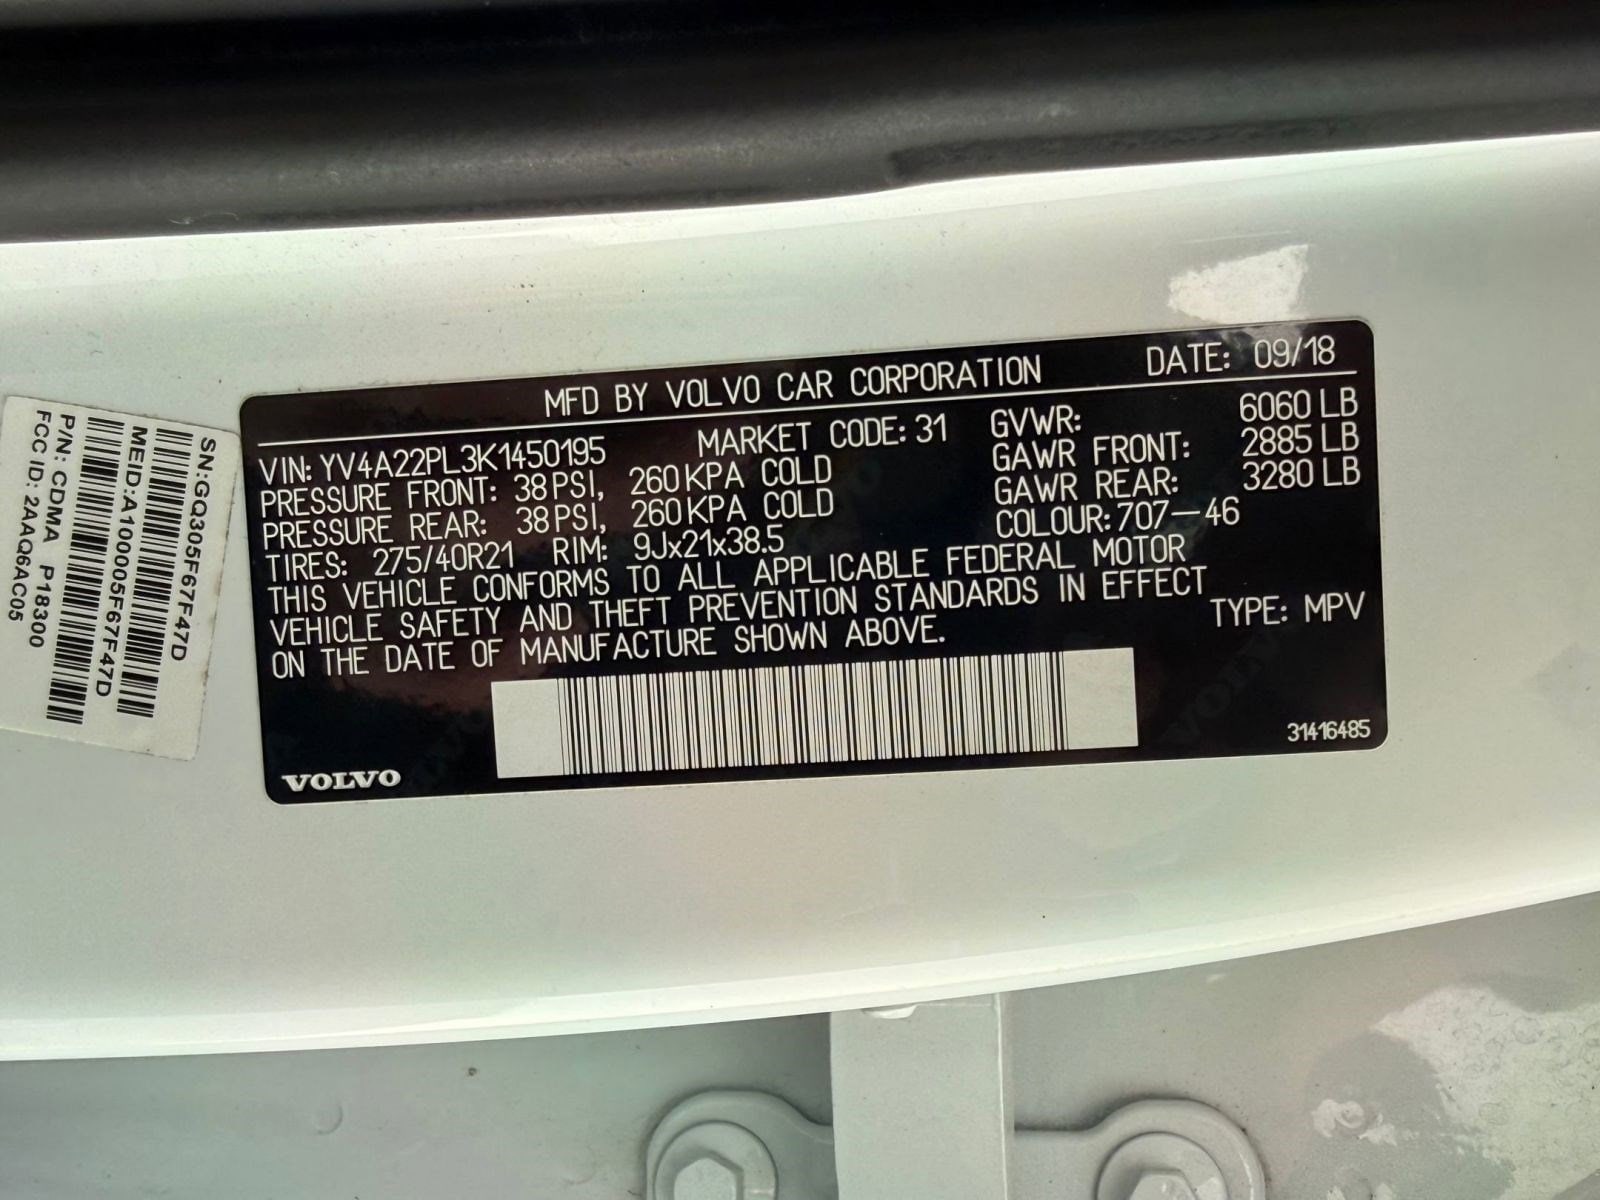 MFD BY VOLVO CAR CORPORATION DATE: 09/18
VIN: YV4A22PL3K1450195 MARKET CODE: 31 GVWR: 6060 LB
PRESSURE FRONT: 38 PSI, 260 KPA COLD GAWR FRONT: 2885 LB
PRESSURE REAR: 38 PSI, 260 KPA COLD GAWR REAR: 3280 LB
TIRES: 275/40R21 RIM: 9Jx21x38.5 COLOUR: 707-46
THIS VEHICLE CONFORMS TO ALL APPLICABLE FEDERAL MOTOR
VEHICLE SAFETY AND THEFT PREVENTION STANDARDS IN EFFECT
ON THE DATE OF MANUFACTURE SHOWN ABOVE. TYPE: MPV
31416485
VOLVO
SN:GQ305F67F47D
MEID:A100005F67F47D
P/N: CDMA P18300
FCC ID: 2AAQ6AC05